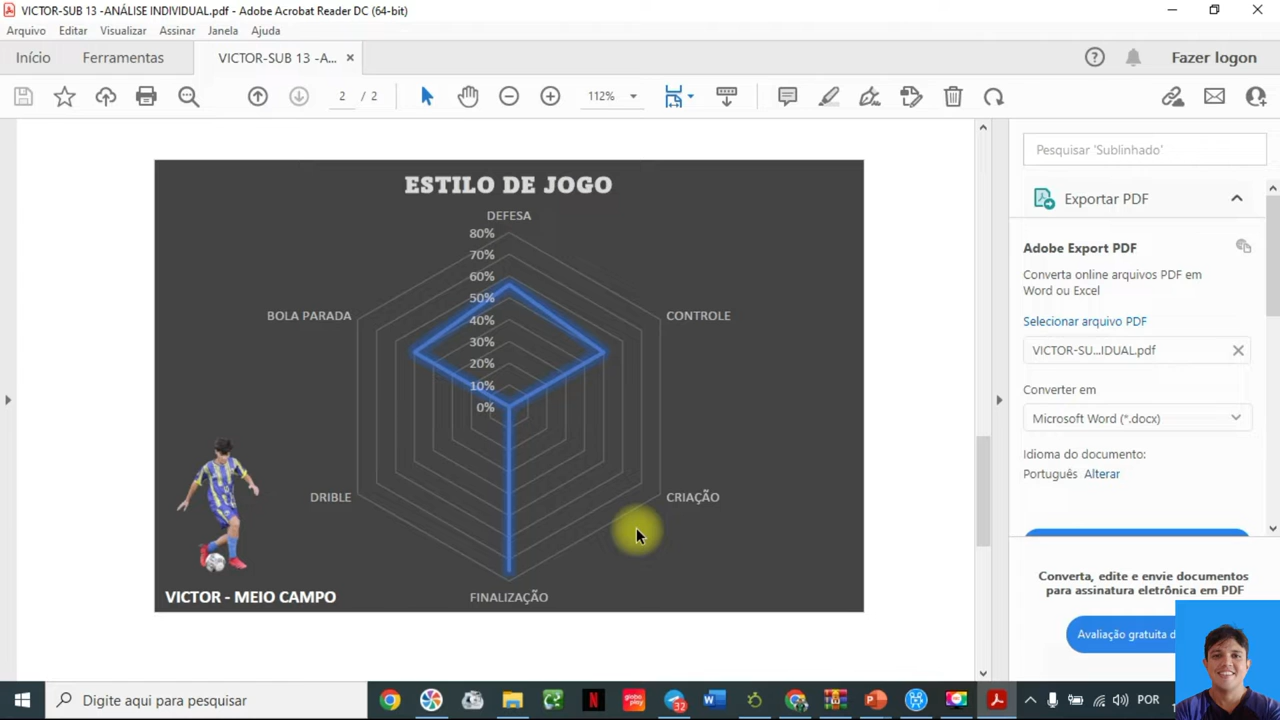 VICTOR-SUB 13 -ANÁLISE INDIVIDUAL.pdf - Adobe Acrobat Reader DC (64-bit)
Arquivo Editar Visualizar Assinar Janela Ajuda
Início Ferramentas VICTOR-SUB 13 -A... Fazer logon
2 / 2 112%
Pesquisar 'Sublinhado'
Exportar PDF
Adobe Export PDF
Converta online arquivos PDF em
Word ou Excel
Selecionar arquivo PDF
VICTOR-SU...IDUAL.pdf
Converter em
Microsoft Word (*.docx)
Idioma do documento:
Português Alterar
Converta, edite e envie documentos
para assinatura eletrônica em PDF
Avaliação gratuita d
ESTILO DE JOGO
DEFESA
80%
70%
60%
50%
40%
30%
20%
10%
0%
BOLA PARADA
CONTROLE
DRIBLE
CRIAÇÃO
FINALIZAÇÃO
VICTOR - MEIO CAMPO
Digite aqui para pesquisar
N
globo
play
32
POR